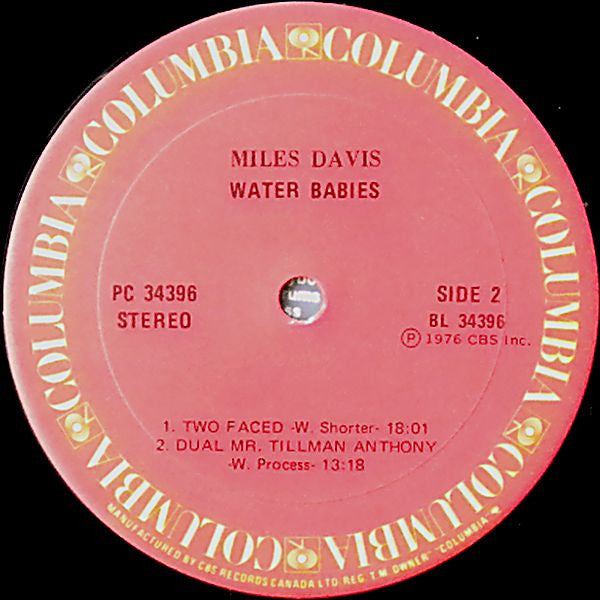 COLUMBIA COLUMBIA COLUMBIA COLUMBIA COLUMBIA COLUMBIA COLUMBIA COLUMBIA
MILES DAVIS
WATER BABIES
PC 34396
STEREO
SIDE 2
BL 34396
Ⓟ 1976 CBS Inc.
1. TWO FACED -W. Shorter- 18:01
2. DUAL MR. TILLMAN ANTHONY
-W. Process- 13:18
MANUFACTURED BY CBS RECORDS CANADA LTD. REG. T.M. OWNER "COLUMBIA"